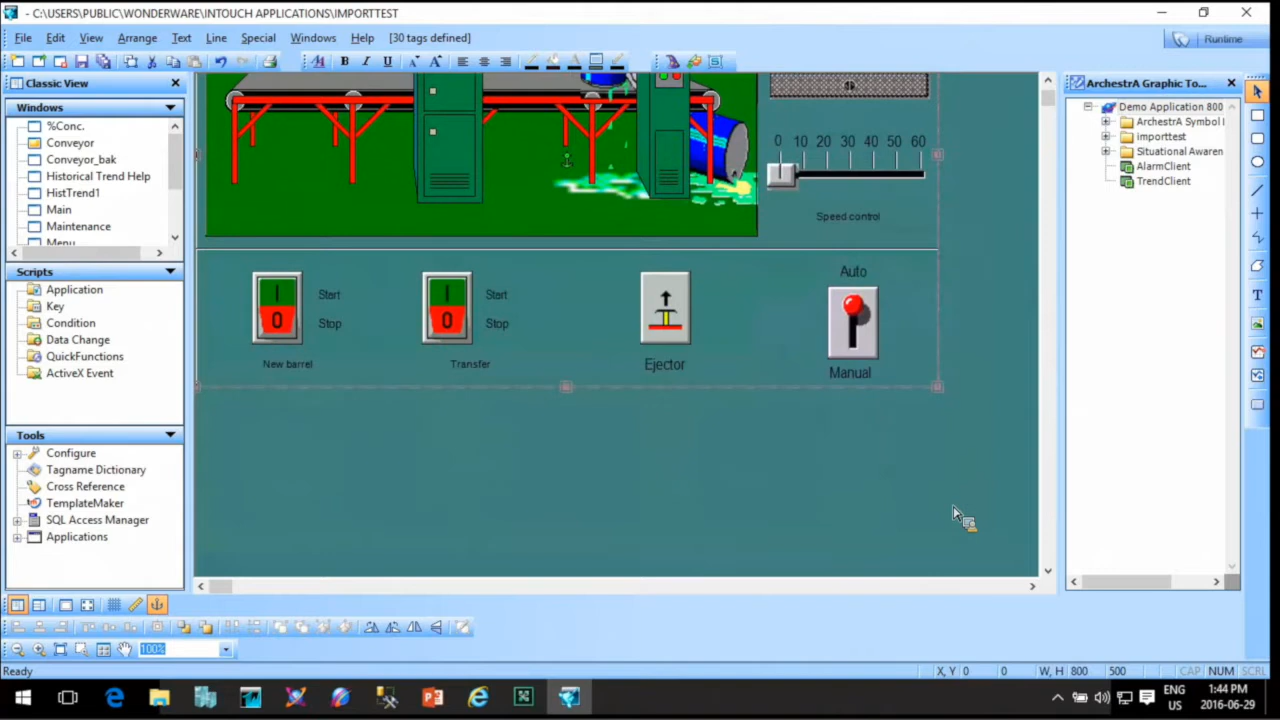 - C:\USERS\PUBLIC\WONDERWARE\INTOUCH APPLICATIONS\IMPORTTEST
File Edit View Arrange Text Line Special Windows Help [30 tags defined]
Runtime
B I U A A A
Classic View
Windows
%Conc.
Conveyor
Conveyor_bak
Historical Trend Help
HistTrend1
Main
Maintenance
Menu
Scripts
Application
Key
Condition
Data Change
QuickFunctions
ActiveX Event
Tools
Configure
Tagname Dictionary
Cross Reference
TemplateMaker
SQL Access Manager
Applications
0 10 20 30 40 50 60
Speed control
I
0
Start
Stop
New barrel
I
0
Start
Stop
Transfer
Ejector
Auto
Manual
ArchestrA Graphic To...
Demo Application 800
ArchestrA Symbol
importtest
Situational Awaren
AlarmClient
TrendClient
T
100%
Ready
X, Y 0 0 W, H 800 500 CAP NUM SCRL
ENG
US
1:44 PM
2016-06-29